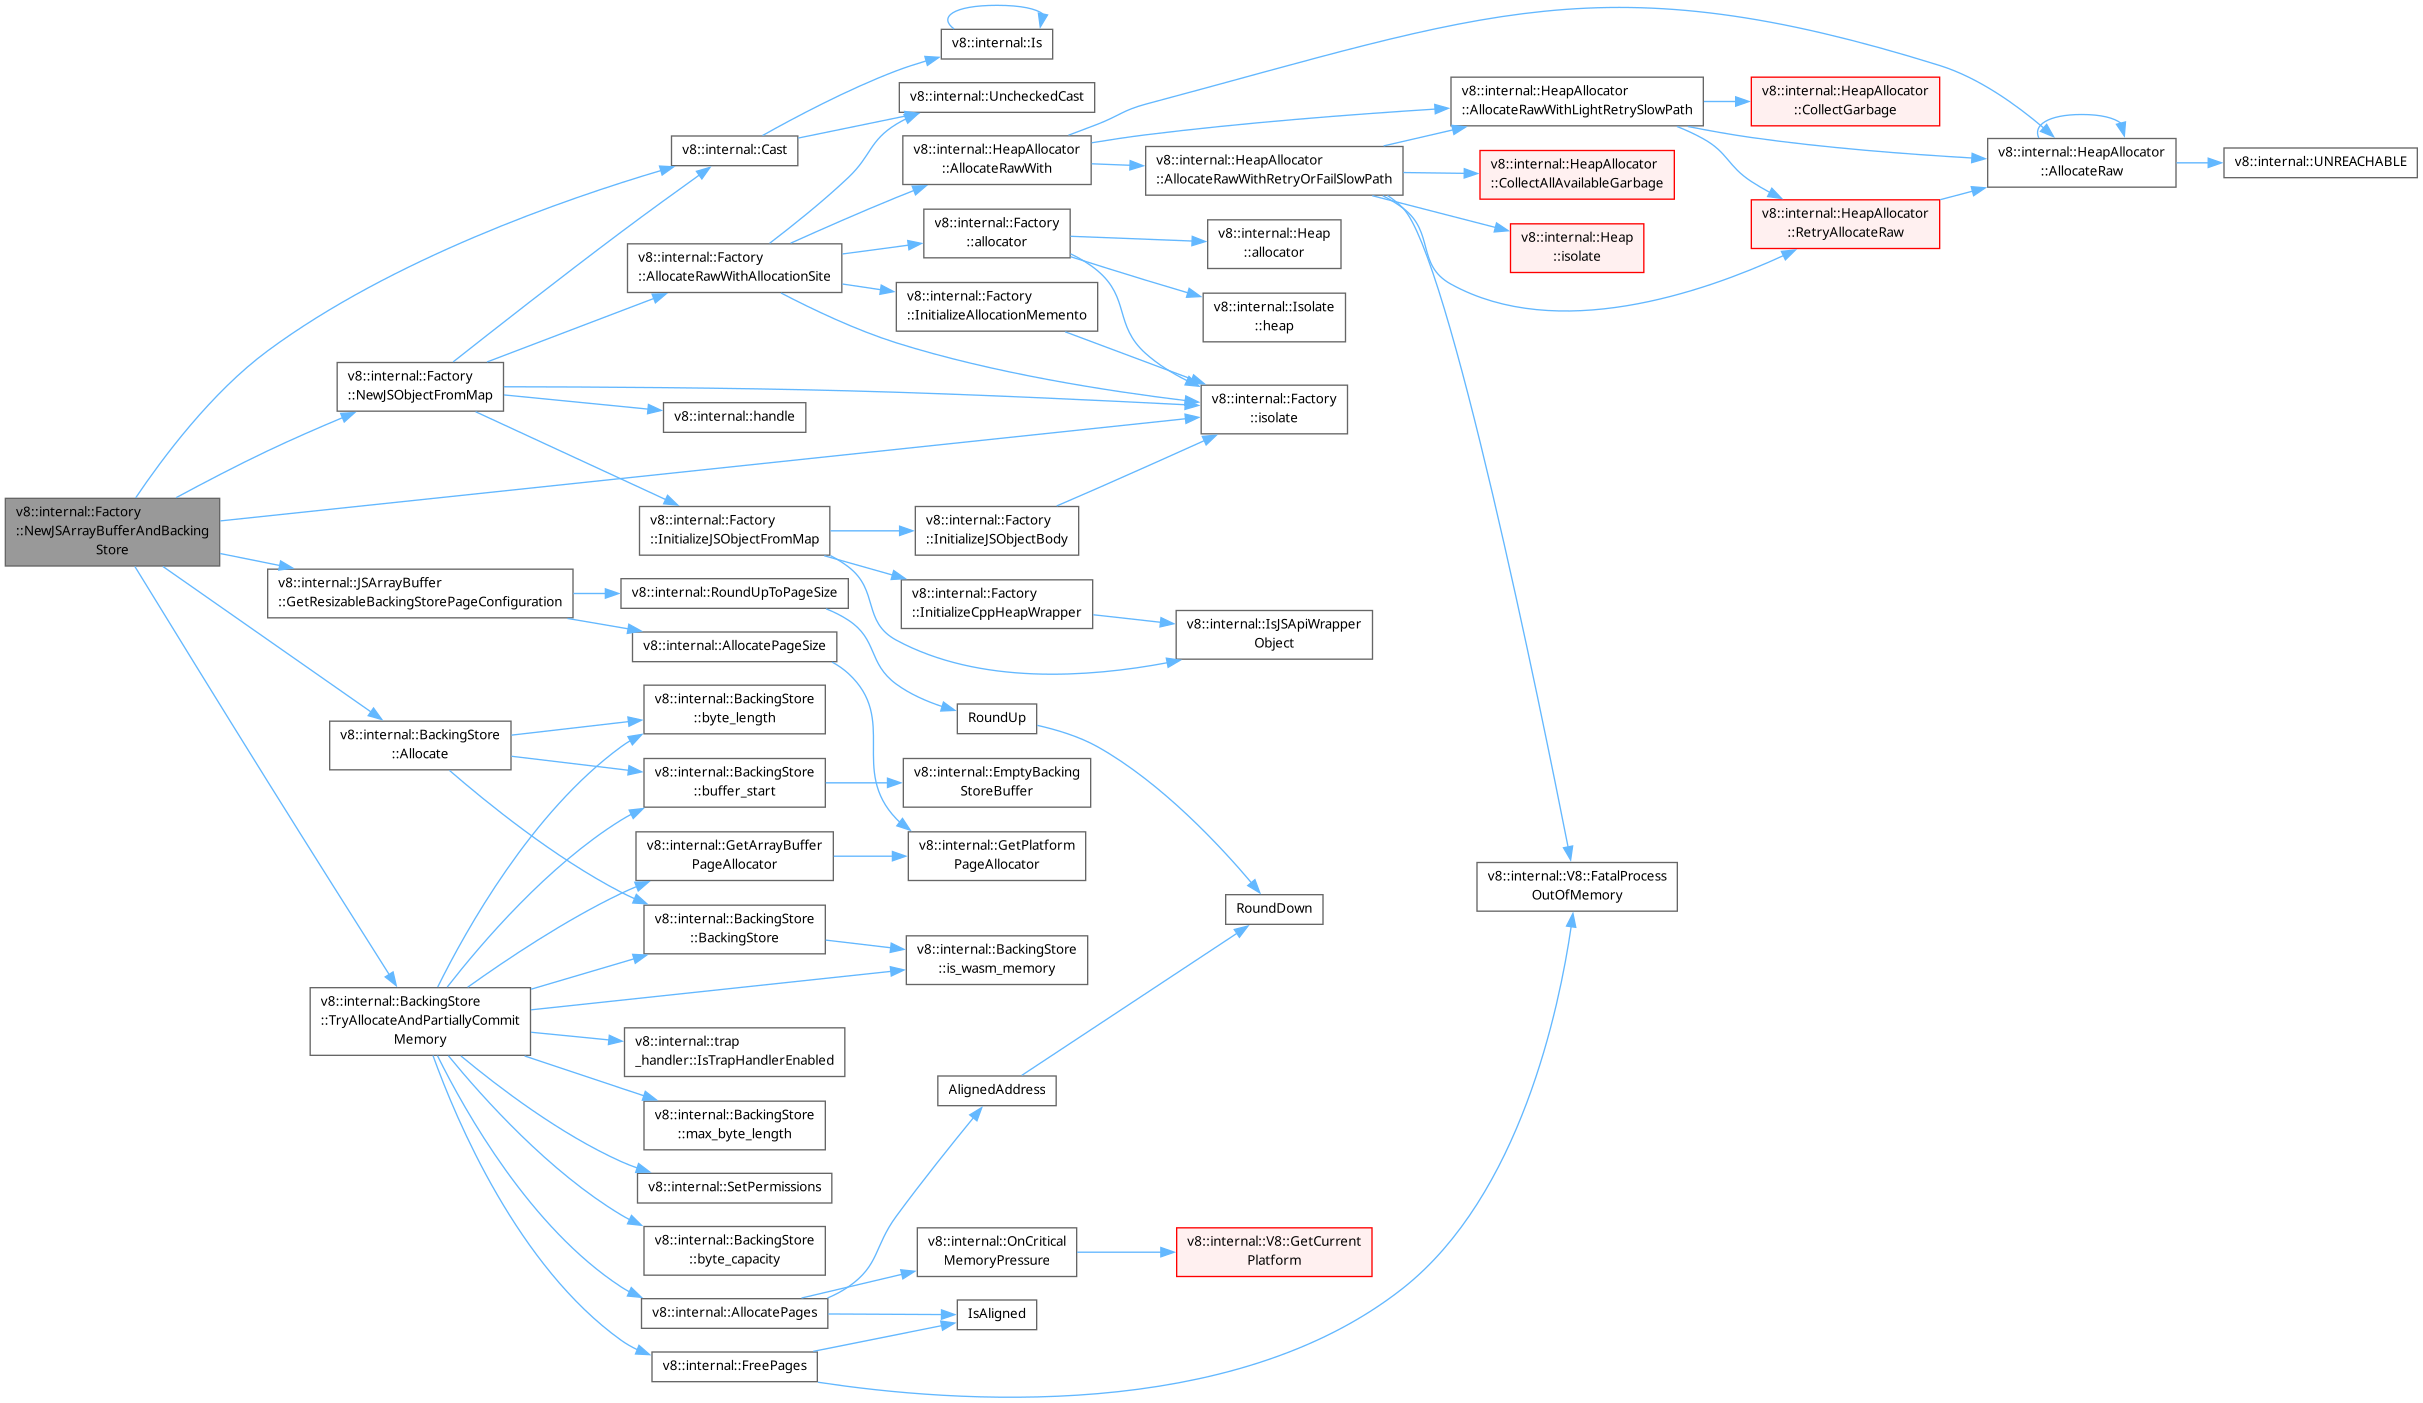 v8::internal::Is
v8::internal::UncheckedCast
v8::internal::HeapAllocator
::AllocateRawWithLightRetrySlowPath
v8::internal::HeapAllocator
::CollectGarbage
v8::internal::Cast
v8::internal::HeapAllocator
::AllocateRawWith
v8::internal::HeapAllocator
::AllocateRawWithRetryOrFailSlowPath
v8::internal::HeapAllocator
::CollectAllAvailableGarbage
v8::internal::HeapAllocator
::AllocateRaw
v8::internal::UNREACHABLE
v8::internal::Factory
::AllocateRawWithAllocationSite
v8::internal::Factory
::allocator
v8::internal::Heap
::allocator
v8::internal::Heap
::isolate
v8::internal::HeapAllocator
::RetryAllocateRaw
v8::internal::Factory
::InitializeAllocationMemento
v8::internal::Isolate
::heap
v8::internal::Factory
::NewJSObjectFromMap
v8::internal::handle
v8::internal::Factory
::isolate
v8::internal::Factory
::NewJSArrayBufferAndBacking
Store
v8::internal::Factory
::InitializeJSObjectFromMap
v8::internal::Factory
::InitializeJSObjectBody
v8::internal::JSArrayBuffer
::GetResizableBackingStorePageConfiguration
v8::internal::RoundUpToPageSize
v8::internal::Factory
::InitializeCppHeapWrapper
v8::internal::IsJSApiWrapper
Object
v8::internal::AllocatePageSize
v8::internal::BackingStore
::byte_length
RoundUp
v8::internal::BackingStore
::Allocate
v8::internal::BackingStore
::buffer_start
v8::internal::EmptyBacking
StoreBuffer
v8::internal::GetArrayBuffer
PageAllocator
v8::internal::GetPlatform
PageAllocator
v8::internal::V8::FatalProcess
OutOfMemory
v8::internal::BackingStore
::BackingStore
RoundDown
v8::internal::BackingStore
::is_wasm_memory
v8::internal::BackingStore
::TryAllocateAndPartiallyCommit
Memory
v8::internal::trap
_handler::IsTrapHandlerEnabled
AlignedAddress
v8::internal::BackingStore
::max_byte_length
v8::internal::SetPermissions
v8::internal::BackingStore
::byte_capacity
v8::internal::OnCritical
MemoryPressure
v8::internal::V8::GetCurrent
Platform
v8::internal::AllocatePages
IsAligned
v8::internal::FreePages